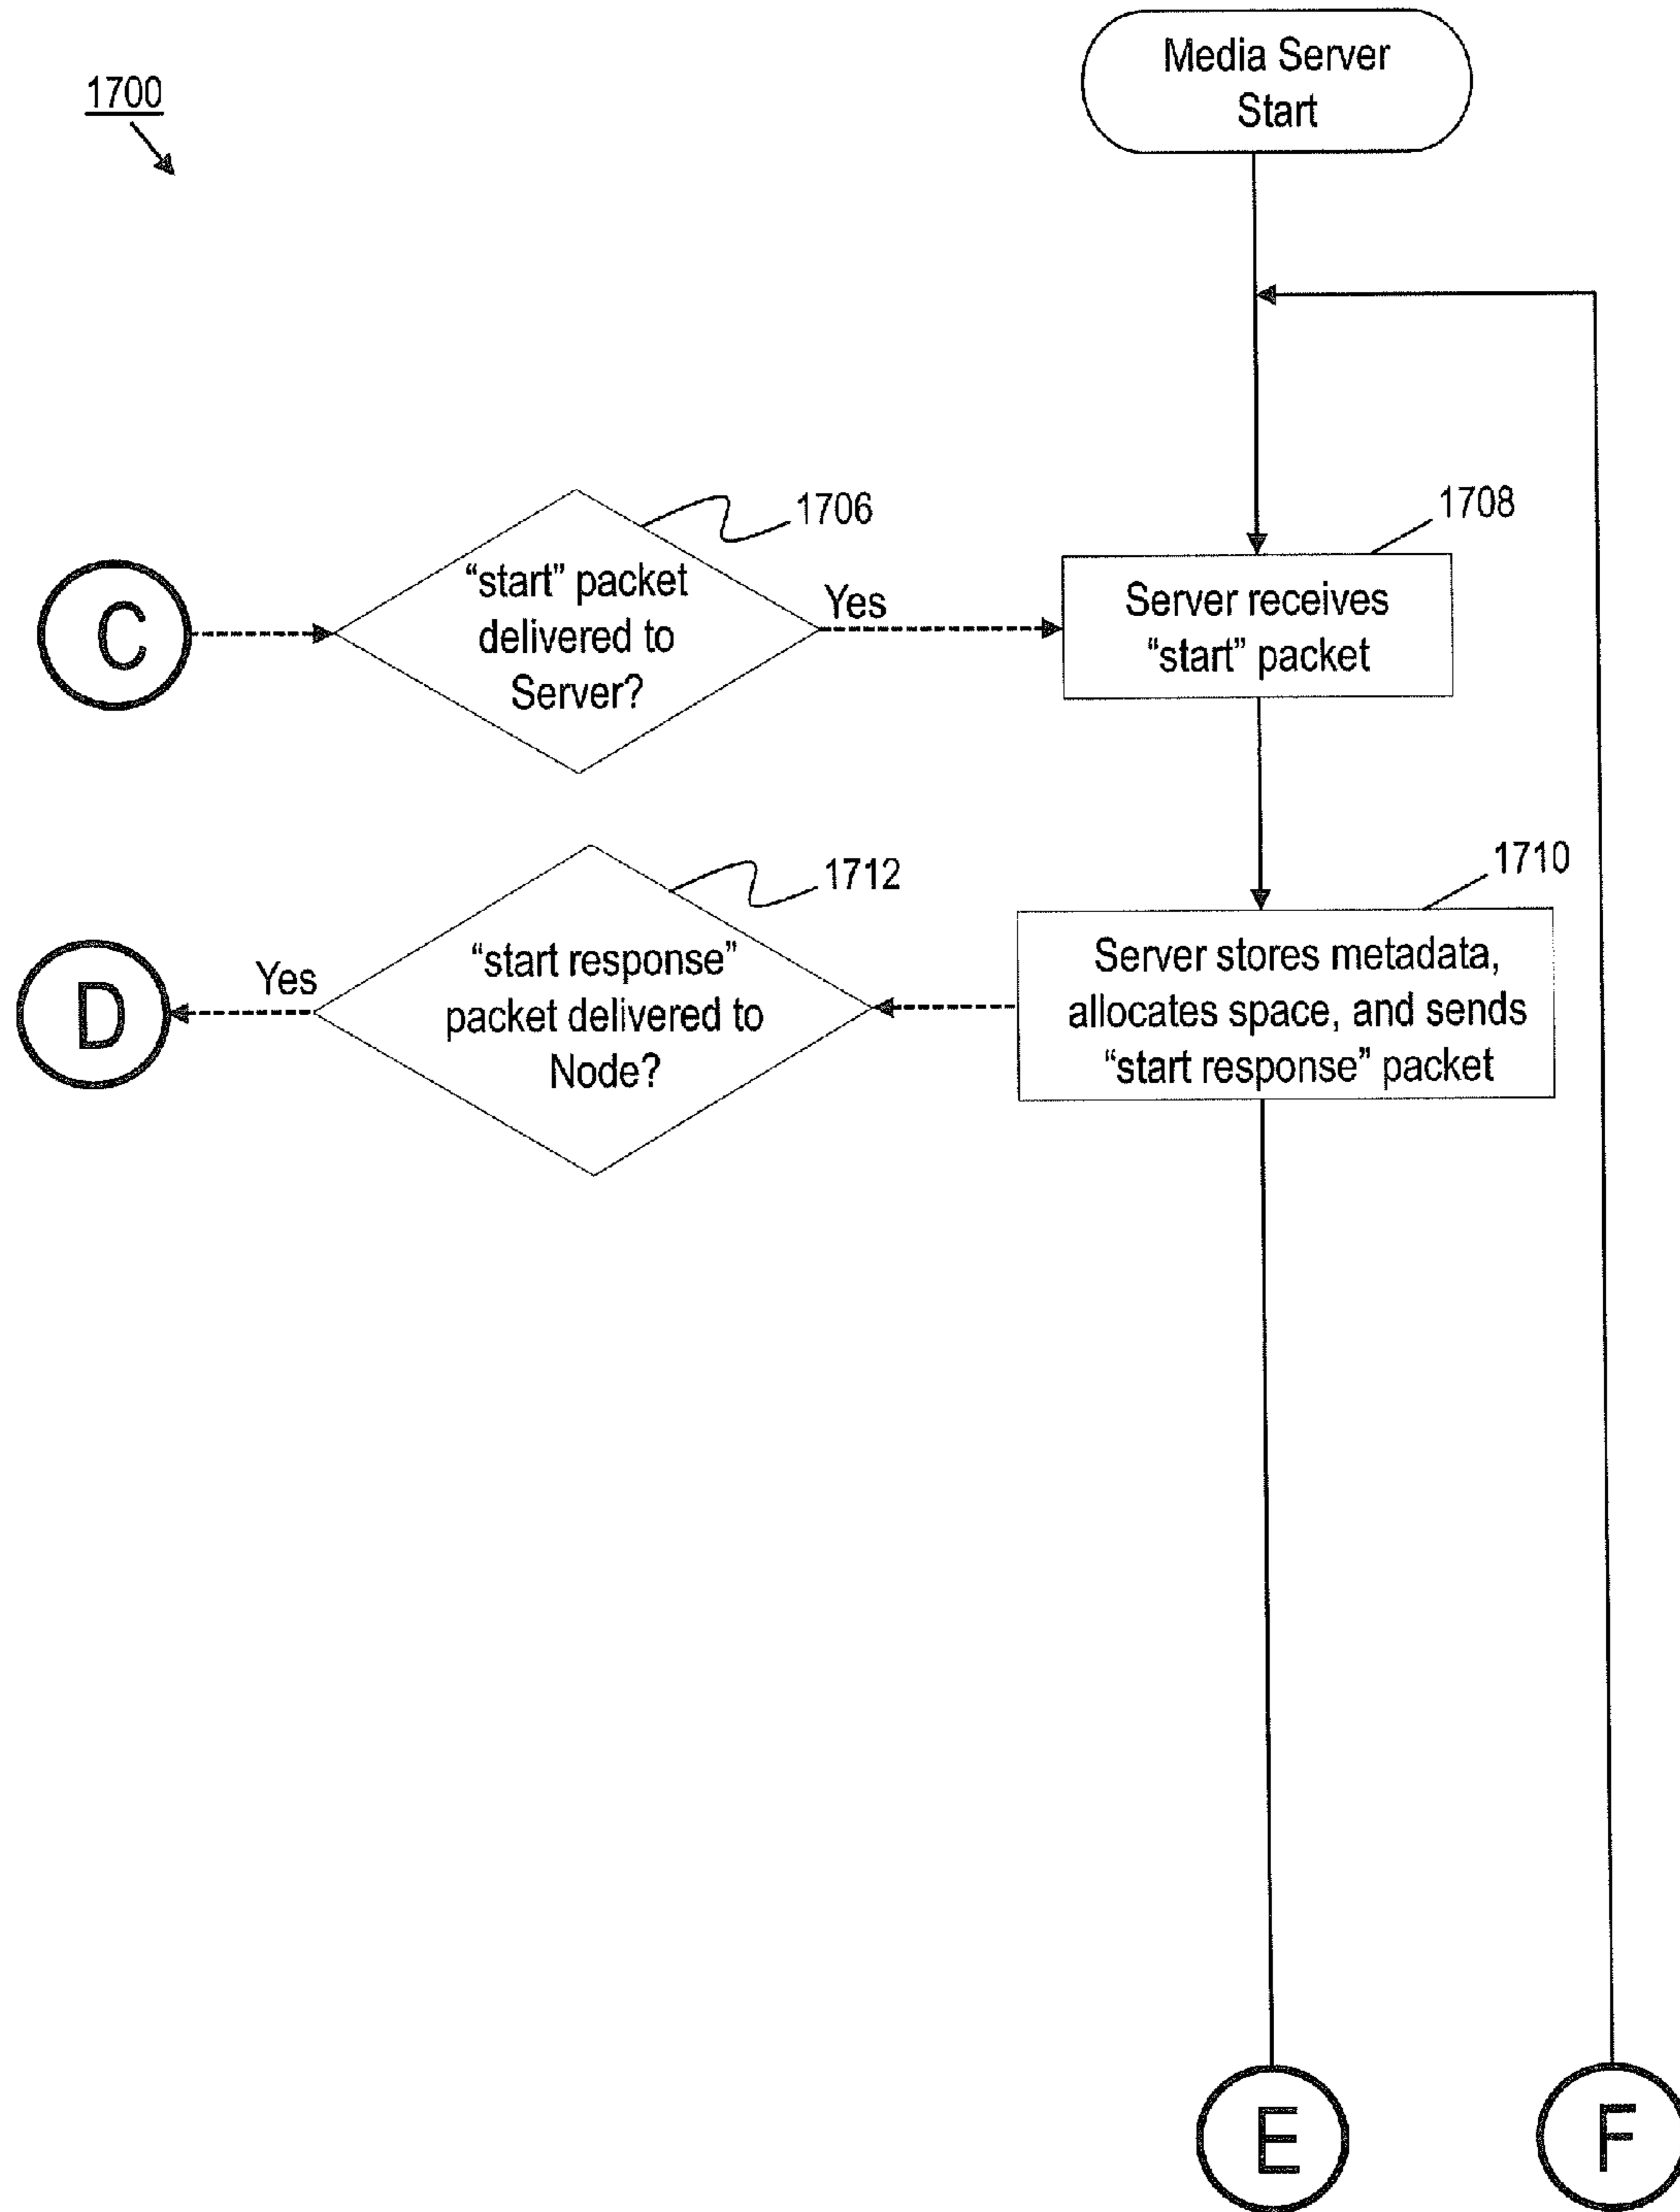 1700
Media Server
Start
1706
1708
C
"start" packet
delivered to
Server?
Yes
Server receives
"start" packet
1712
1710
D
Yes
"start response"
packet delivered to
Node?
Server stores metadata,
allocates space, and sends
"start response" packet
E
F